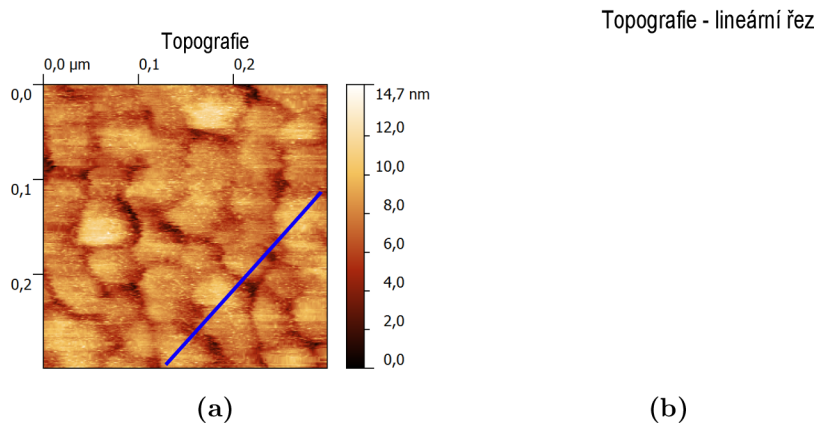 Topografie - lineární řez
Topografie
0,0 µm 0,1 0,2
0,0
0,1
0,2
14,7 nm
12,0
10,0
8,0
6,0
4,0
2,0
0,0
(a)
(b)